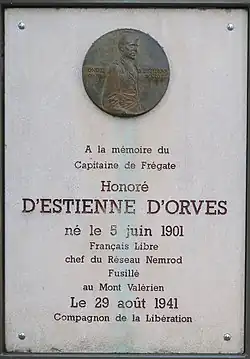 A la mémoire du
Capitaine de Frégate
Honoré
D'ESTIENNE D'ORVES
né le 5 juin 1901
Français Libre
chef du Réseau Nemrod
Fusillé
au Mont Valérien
Le 29 août 1941
Compagnon de la Libération